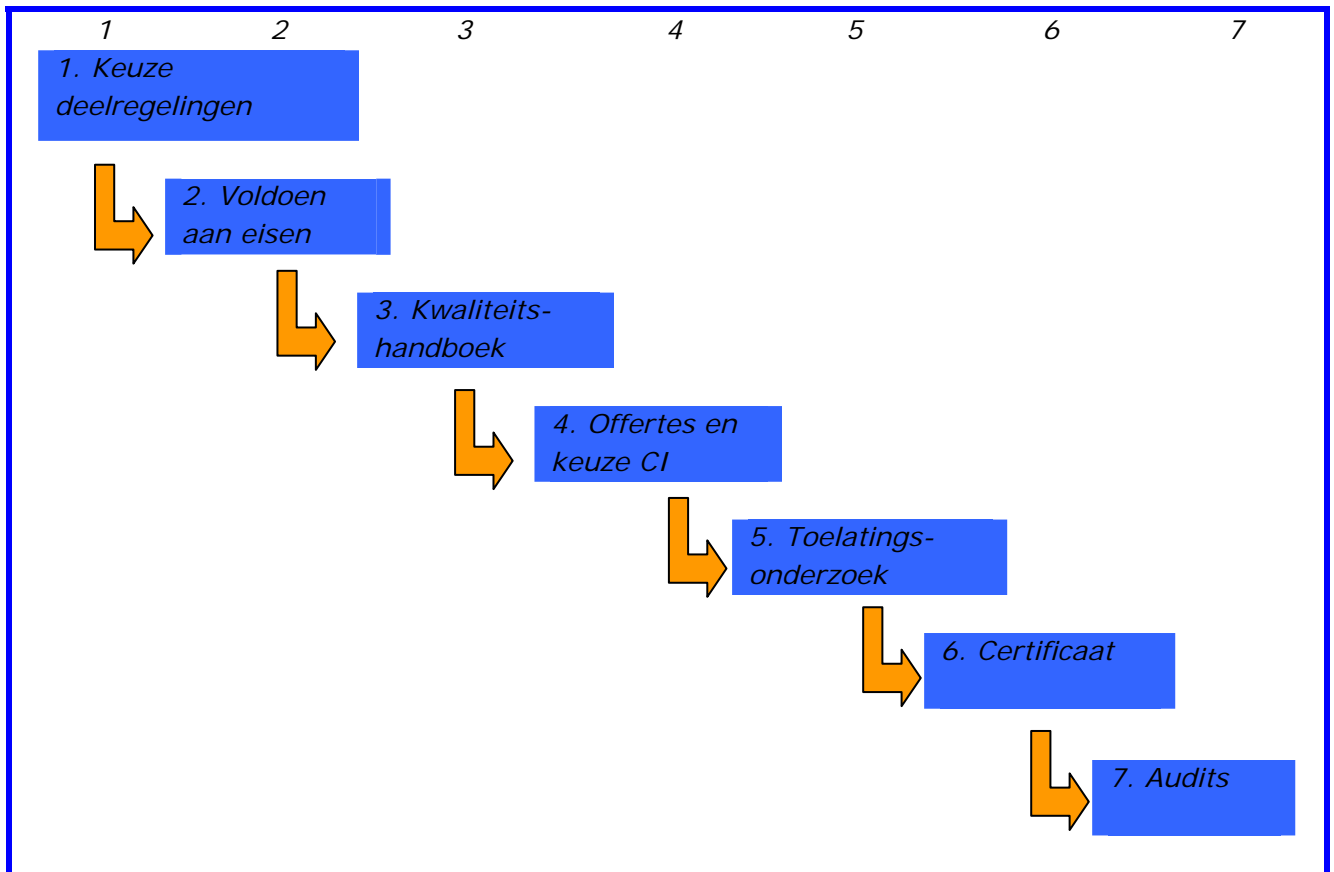 1 2 3 4 5 6 7
1. Keuze
deelregelingen
2. Voldoen
aan eisen
3. Kwaliteits-
handboek
4. Offertes en
keuze CI
5. Toelatings-
onderzoek
6. Certificaat
7. Audits